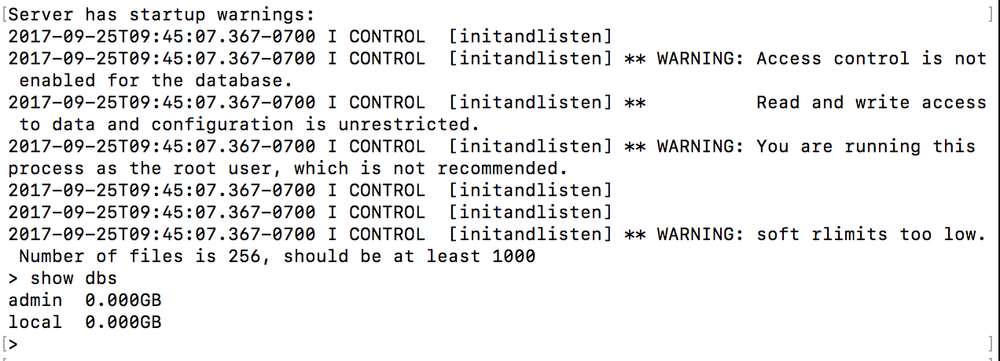 [Server has startup warnings: ]
2017-09-25T09:45:07.367-0700 I CONTROL  [initandlisten]
2017-09-25T09:45:07.367-0700 I CONTROL  [initandlisten] ** WARNING: Access control is not
 enabled for the database.
2017-09-25T09:45:07.367-0700 I CONTROL  [initandlisten] **          Read and write access
 to data and configuration is unrestricted.
2017-09-25T09:45:07.367-0700 I CONTROL  [initandlisten] ** WARNING: You are running this
process as the root user, which is not recommended.
2017-09-25T09:45:07.367-0700 I CONTROL  [initandlisten]
2017-09-25T09:45:07.367-0700 I CONTROL  [initandlisten]
2017-09-25T09:45:07.367-0700 I CONTROL  [initandlisten] ** WARNING: soft rlimits too low.
 Number of files is 256, should be at least 1000
> show dbs
admin  0.000GB
local  0.000GB
[> ]